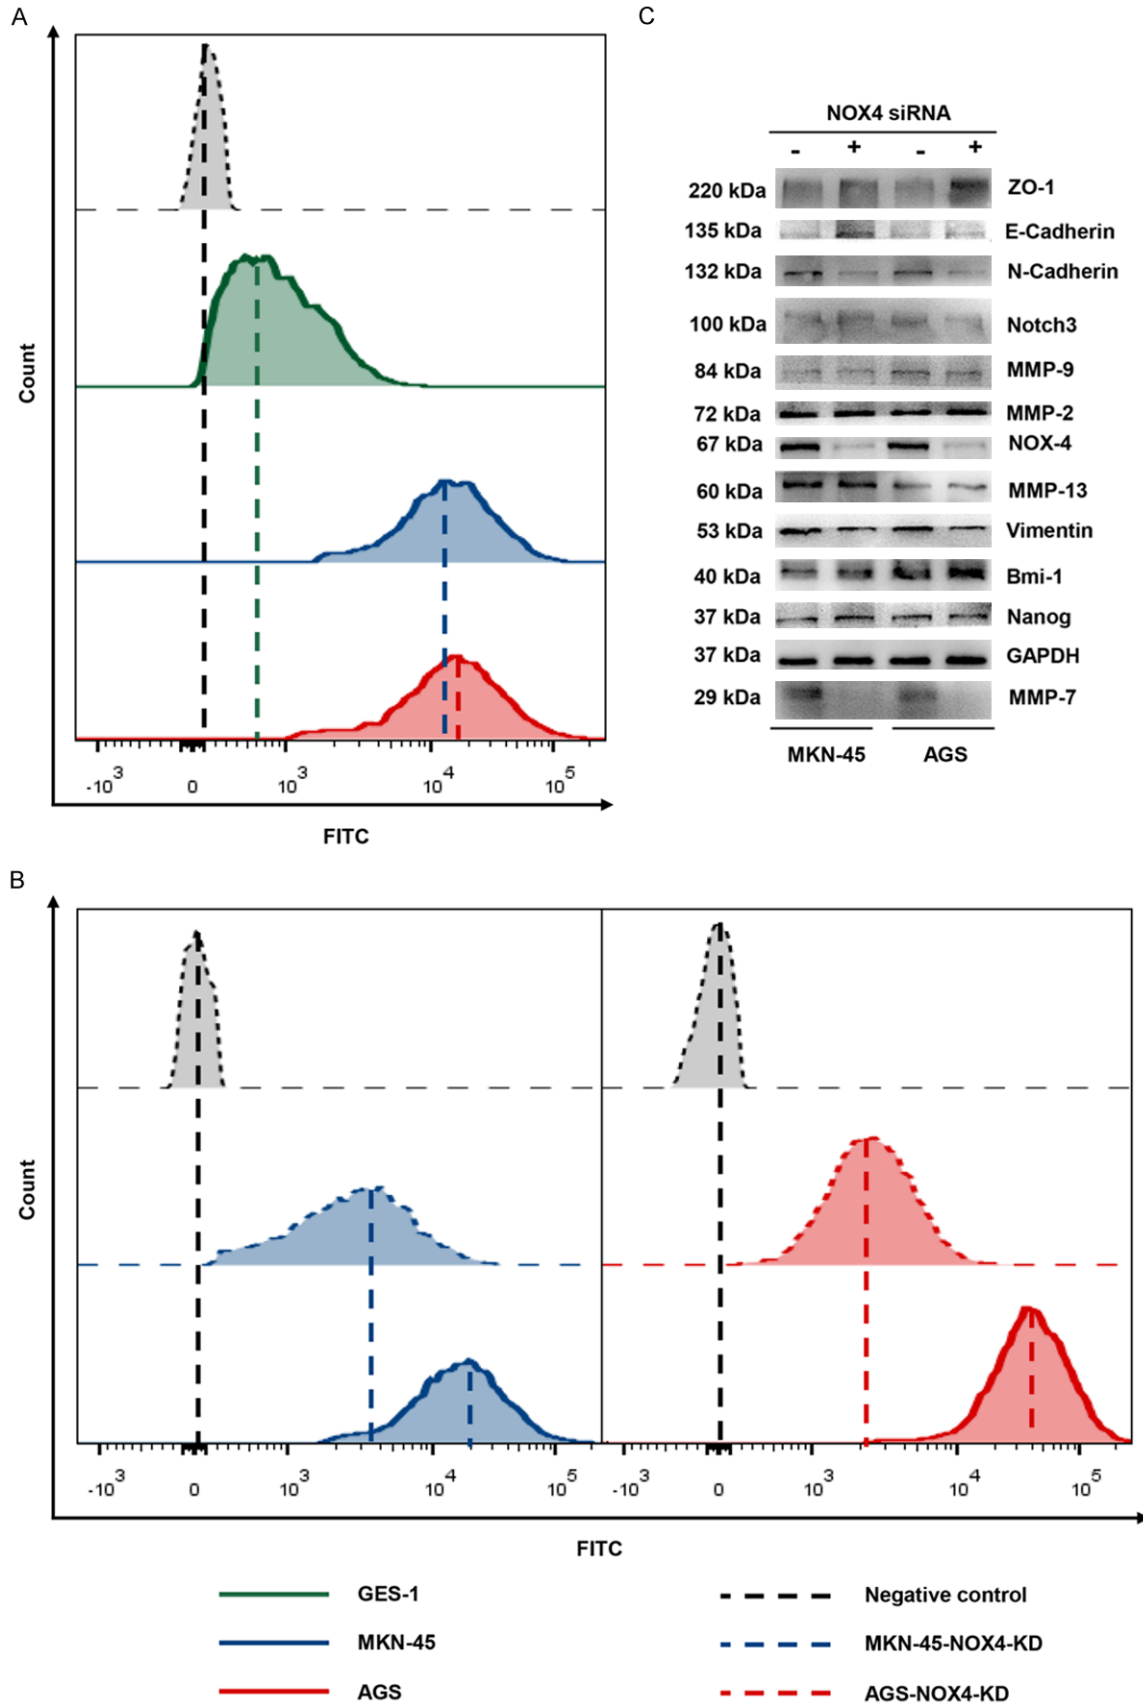 A
Count
-10^3 0 10^3 10^4 10^5
FITC
C
NOX4 siRNA
- + - +
220 kDa ZO-1
135 kDa E-Cadherin
132 kDa N-Cadherin
100 kDa Notch3
84 kDa MMP-9
72 kDa MMP-2
67 kDa NOX-4
60 kDa MMP-13
53 kDa Vimentin
40 kDa Bmi-1
37 kDa Nanog
37 kDa GAPDH
29 kDa MMP-7
MKN-45 AGS
B
Count
-10^3 0 10^3 10^4 10^5 -10^3 0 10^3 10^4 10^5
FITC
GES-1 Negative control
MKN-45 MKN-45-NOX4-KD
AGS AGS-NOX4-KD